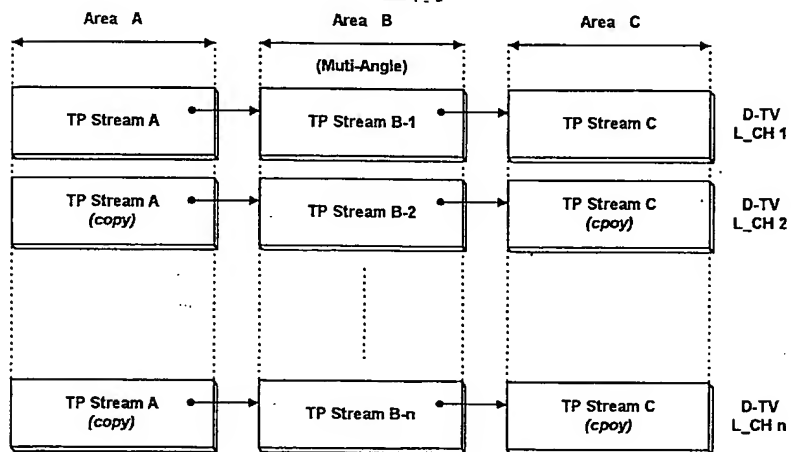 Area A
Area B
Area C
(Muti-Angle)
TP Stream A
TP Stream B-1
TP Stream C
D-TV
L_CH 1
TP Stream A
(copy)
TP Stream B-2
TP Stream C
(cpoy)
D-TV
L_CH 2
...
TP Stream A
(copy)
TP Stream B-n
TP Stream C
(cpoy)
D-TV
L_CH n